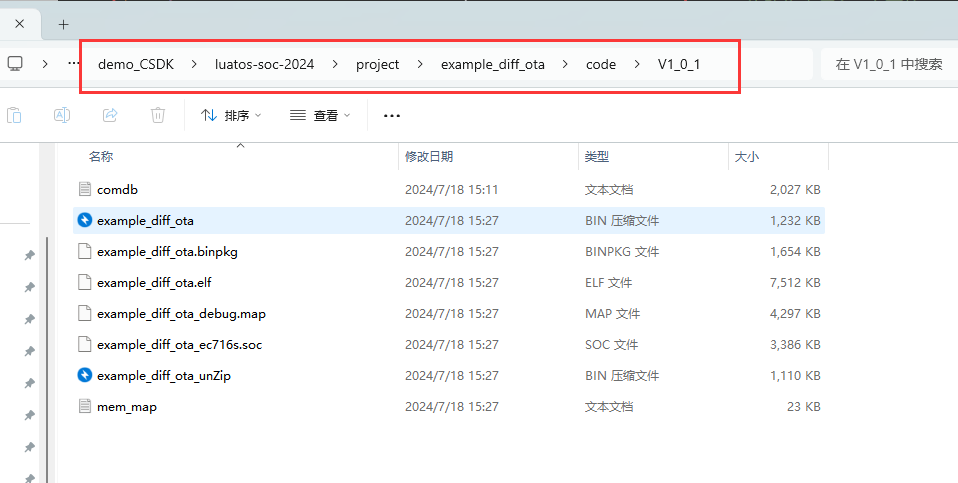 demo_CSDK > luatos-soc-2024 > project > example_diff_ota > code > V1_0_1
在 V1_0_1 中搜索
排序 查看
名称 修改日期 类型 大小
comdb 2024/7/18 15:11 文本文档 2,027 KB
example_diff_ota 2024/7/18 15:27 BIN 压缩文件 1,232 KB
example_diff_ota.binpkg 2024/7/18 15:27 BINPKG 文件 1,654 KB
example_diff_ota.elf 2024/7/18 15:27 ELF 文件 7,512 KB
example_diff_ota_debug.map 2024/7/18 15:27 MAP 文件 4,297 KB
example_diff_ota_ec716s.soc 2024/7/18 15:27 SOC 文件 3,386 KB
example_diff_ota_unZip 2024/7/18 15:27 BIN 压缩文件 1,110 KB
mem_map 2024/7/18 15:27 文本文档 23 KB